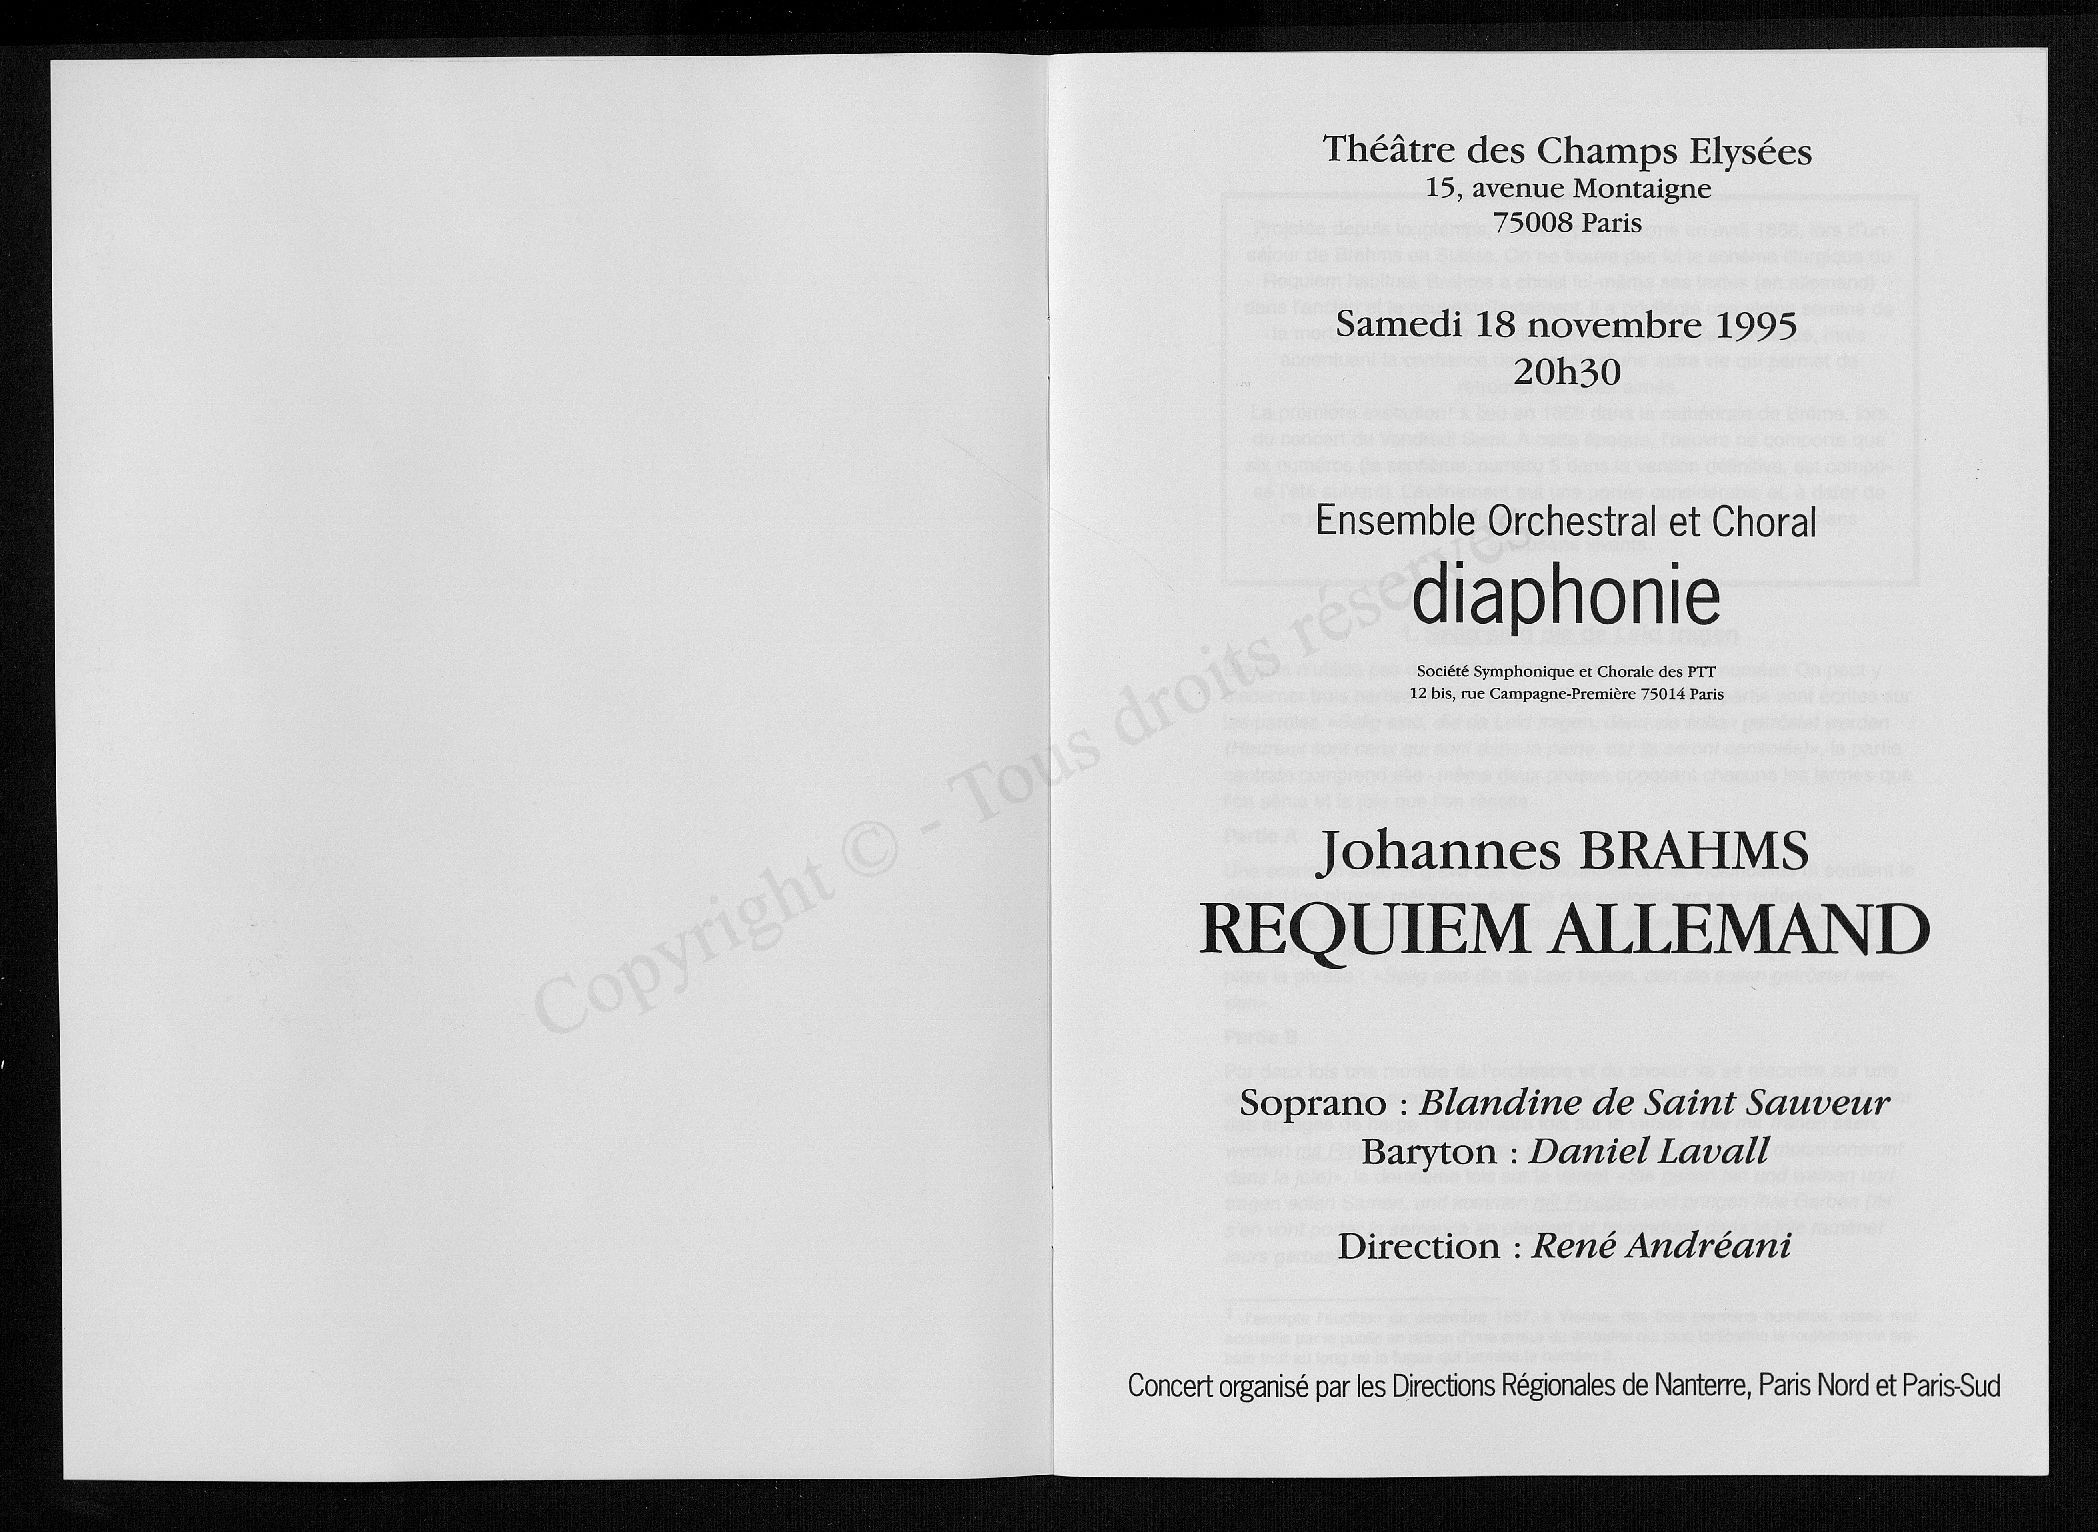 Théâtre des Champs Elysées
15, avenue Montaigne
75008 Paris
Samedi 18 novembre 1995
20h30
Ensemble Orchestral et Choral
diaphonie
Société Symphonique et Chorale des PTT
12 bis, rue Campagne-Première 75014 Paris
Copyright © - Tous droits réservés
Johannes BRAHMS
REQUIEM ALLEMAND
Soprano : Blandine de Saint Sauveur
Baryton : Daniel Lavall
Direction : René Andréani
Concert organisé par les Directions Régionales de Nanterre, Paris Nord et Paris-Sud